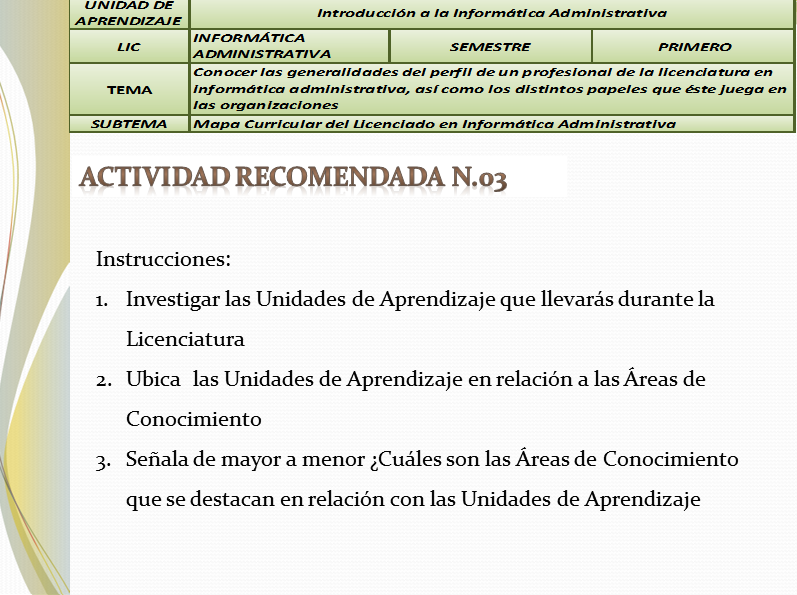 UNIDAD DE
APRENDIZAJE
Introducción a la Informática Administrativa
LIC
INFORMÁTICA
ADMINISTRATIVA
SEMESTRE
PRIMERO
TEMA
Conocer las generalidades del perfil de un profesional de la licenciatura en
informática administrativa, así como los distintos papeles que éste juega en
las organizaciones
SUBTEMA
Mapa Curricular del Licenciado en Informática Administrativa
ACTIVIDAD RECOMENDADA N.03
Instrucciones:
1. Investigar las Unidades de Aprendizaje que llevarás durante la
Licenciatura
2. Ubica las Unidades de Aprendizaje en relación a las Áreas de
Conocimiento
3. Señala de mayor a menor ¿Cuáles son las Áreas de Conocimiento
que se destacan en relación con las Unidades de Aprendizaje